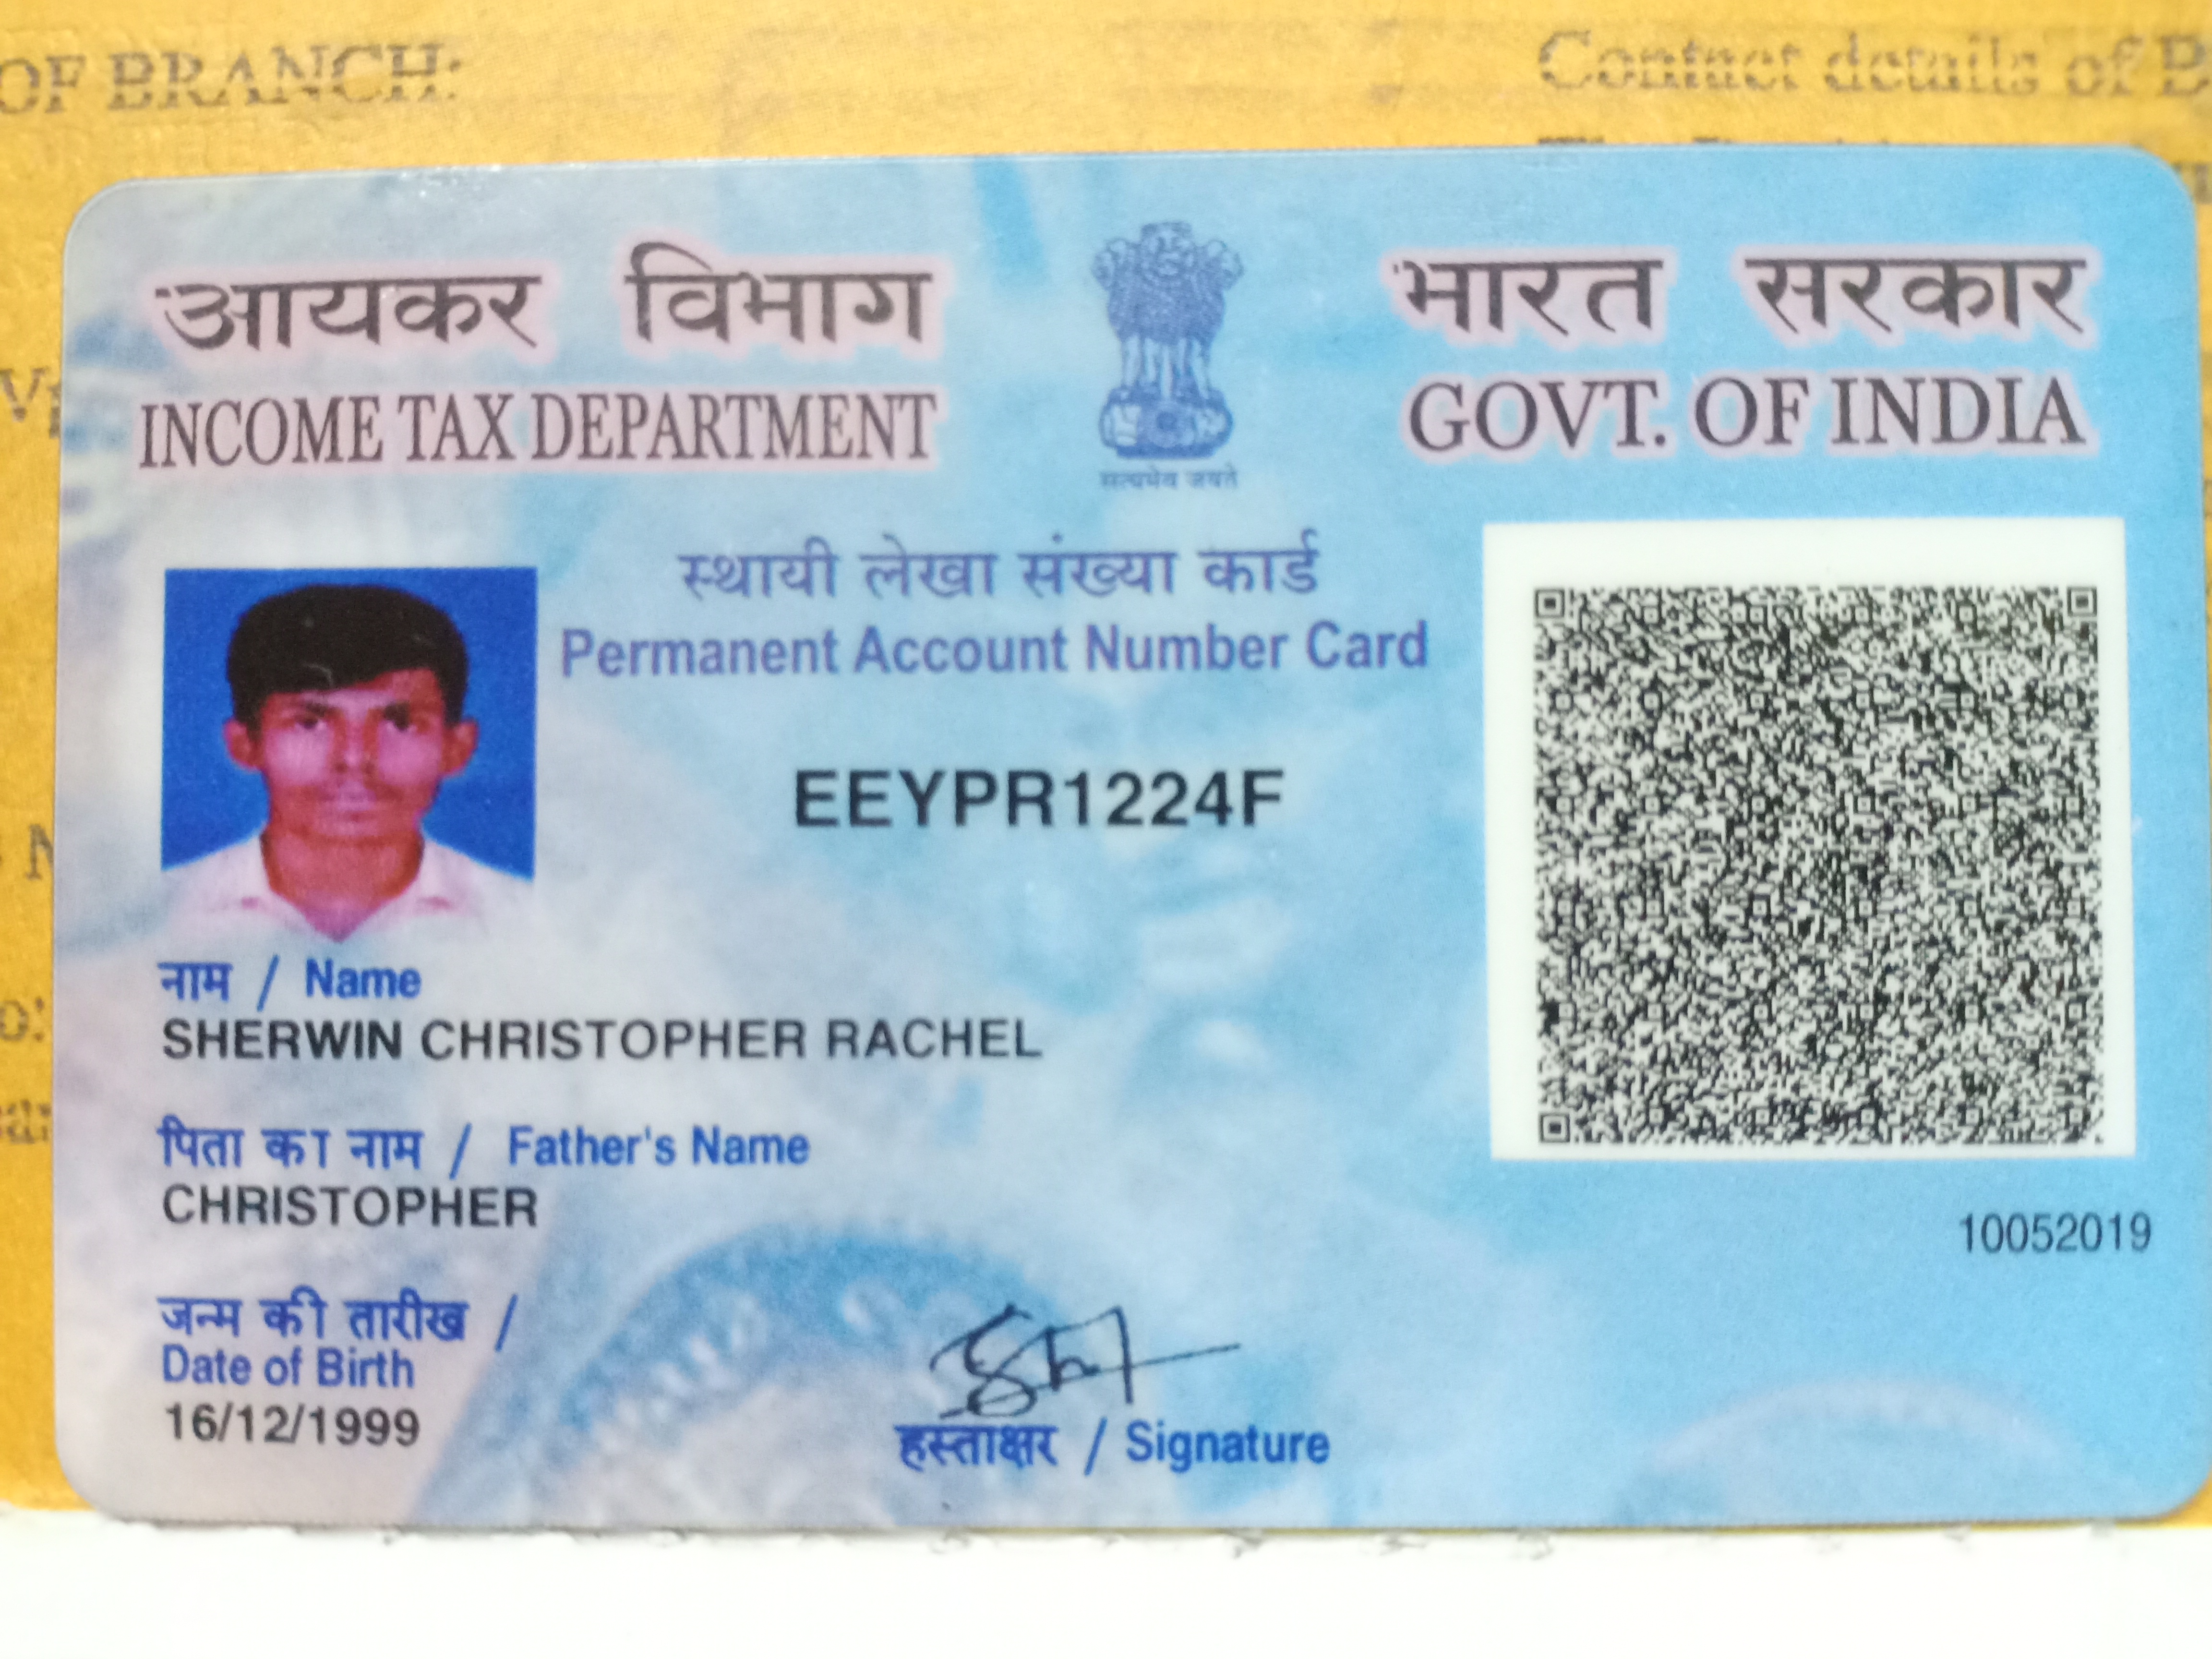 OF BRANCH:
Contact details of B
आयकर विभाग
INCOME TAX DEPARTMENT
सत्यमेव जयते
भारत सरकार
GOVT. OF INDIA
स्थायी लेखा संख्या कार्ड
Permanent Account Number Card
EEYPR1224F
नाम / Name
SHERWIN CHRISTOPHER RACHEL
पिता का नाम / Father's Name
CHRISTOPHER
10052019
जन्म की तारीख /
Date of Birth
16/12/1999
हस्ताक्षर / Signature